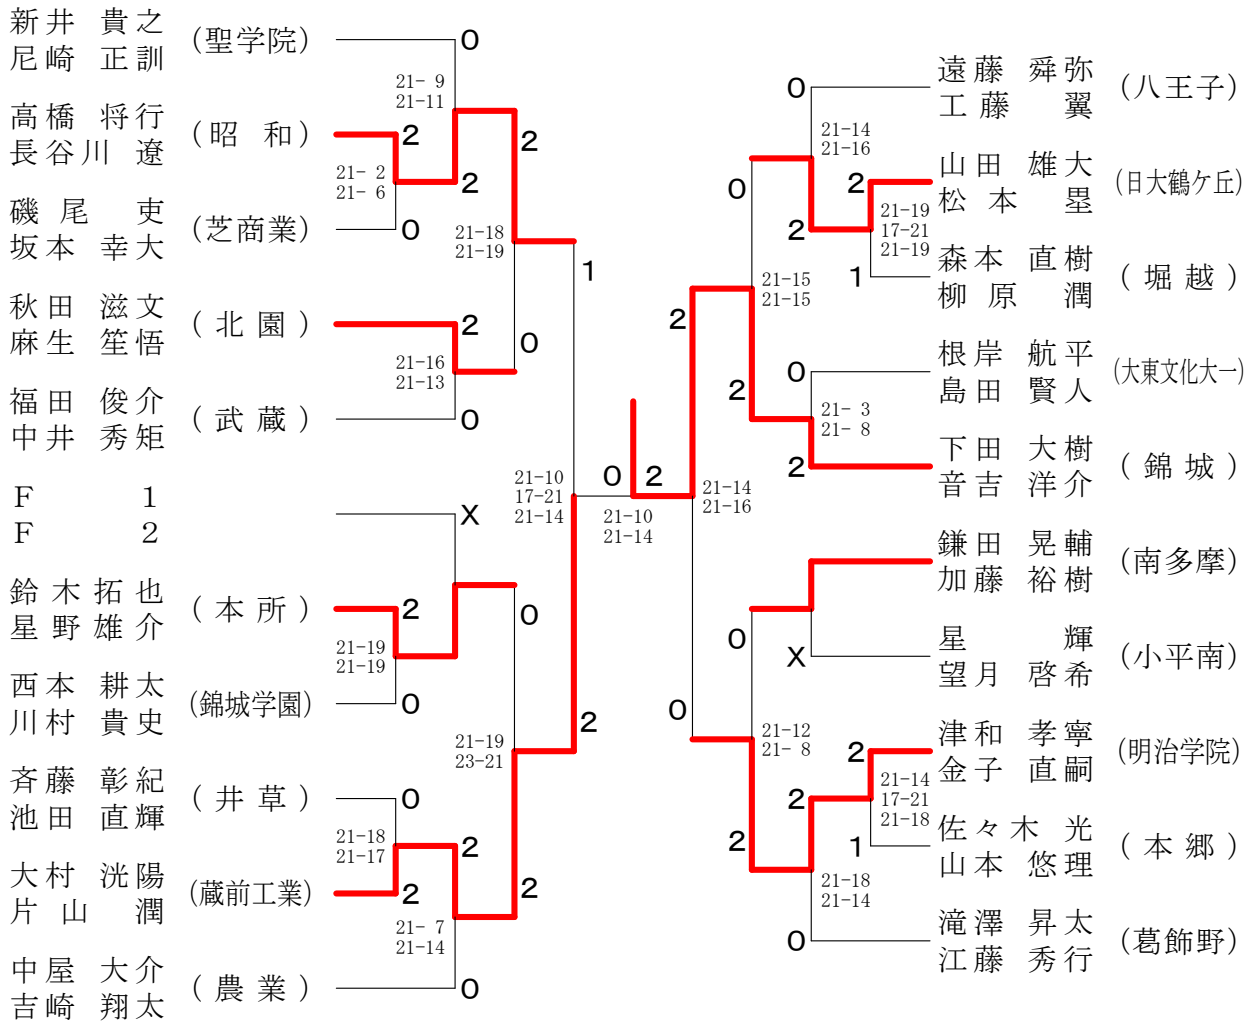 新井 貴之
尼崎 正訓
(聖学院)
0
21- 9
21-11
高橋 将行
長谷川 遼
(昭 和)
2
21- 2
21- 6
2
2
磯尾 吏
坂本 幸大
(芝商業)
0
21-18
21-19
1
秋田 滋文
麻生 笙悟
(北園)
2
21-16
21-13
0
福田 俊介
中井 秀矩
(武蔵)
0
21-10
17-21
21-14
F 1
F 2
X
鈴木拓也
星野雄介
(本所)
2
21-19
21-19
0
西本 耕太
川村 貴史
(錦城学園)
0
21-19
23-21
2
斉藤 彰紀
池田 直輝
(井草)
0
21-18
21-17
2
2
大村 洸陽
片山 潤
(蔵前工業)
2
21- 7
21-14
中屋 大介
吉崎 翔太
(農業)
0
0 2
21-10
21-14
遠藤 舜弥
工藤 翼
(八王子)
0
21-14
21-16
山田 雄大
松本 塁
(日大鶴ケ丘)
2
0
2
21-19
17-21
21-19
森本 直樹
柳原 潤
(堀越)
1
21-15
21-15
2
根岸 航平
島田 賢人
(大東文化大一)
0
2
21- 3
21- 8
下田 大樹
音吉 洋介
(錦城)
2
21-14
21-16
鎌田 晃輔
加藤 裕樹
(南多摩)
0
星 輝
望月 啓希
(小平南)
X
0
21-12
21- 8
津和 孝寧
金子 直嗣
(明治学院)
2
2
21-14
17-21
21-18
佐々木 光
山本 悠理
(本郷)
1
2
21-18
21-14
滝澤 昇太
江藤 秀行
(葛飾野)
0